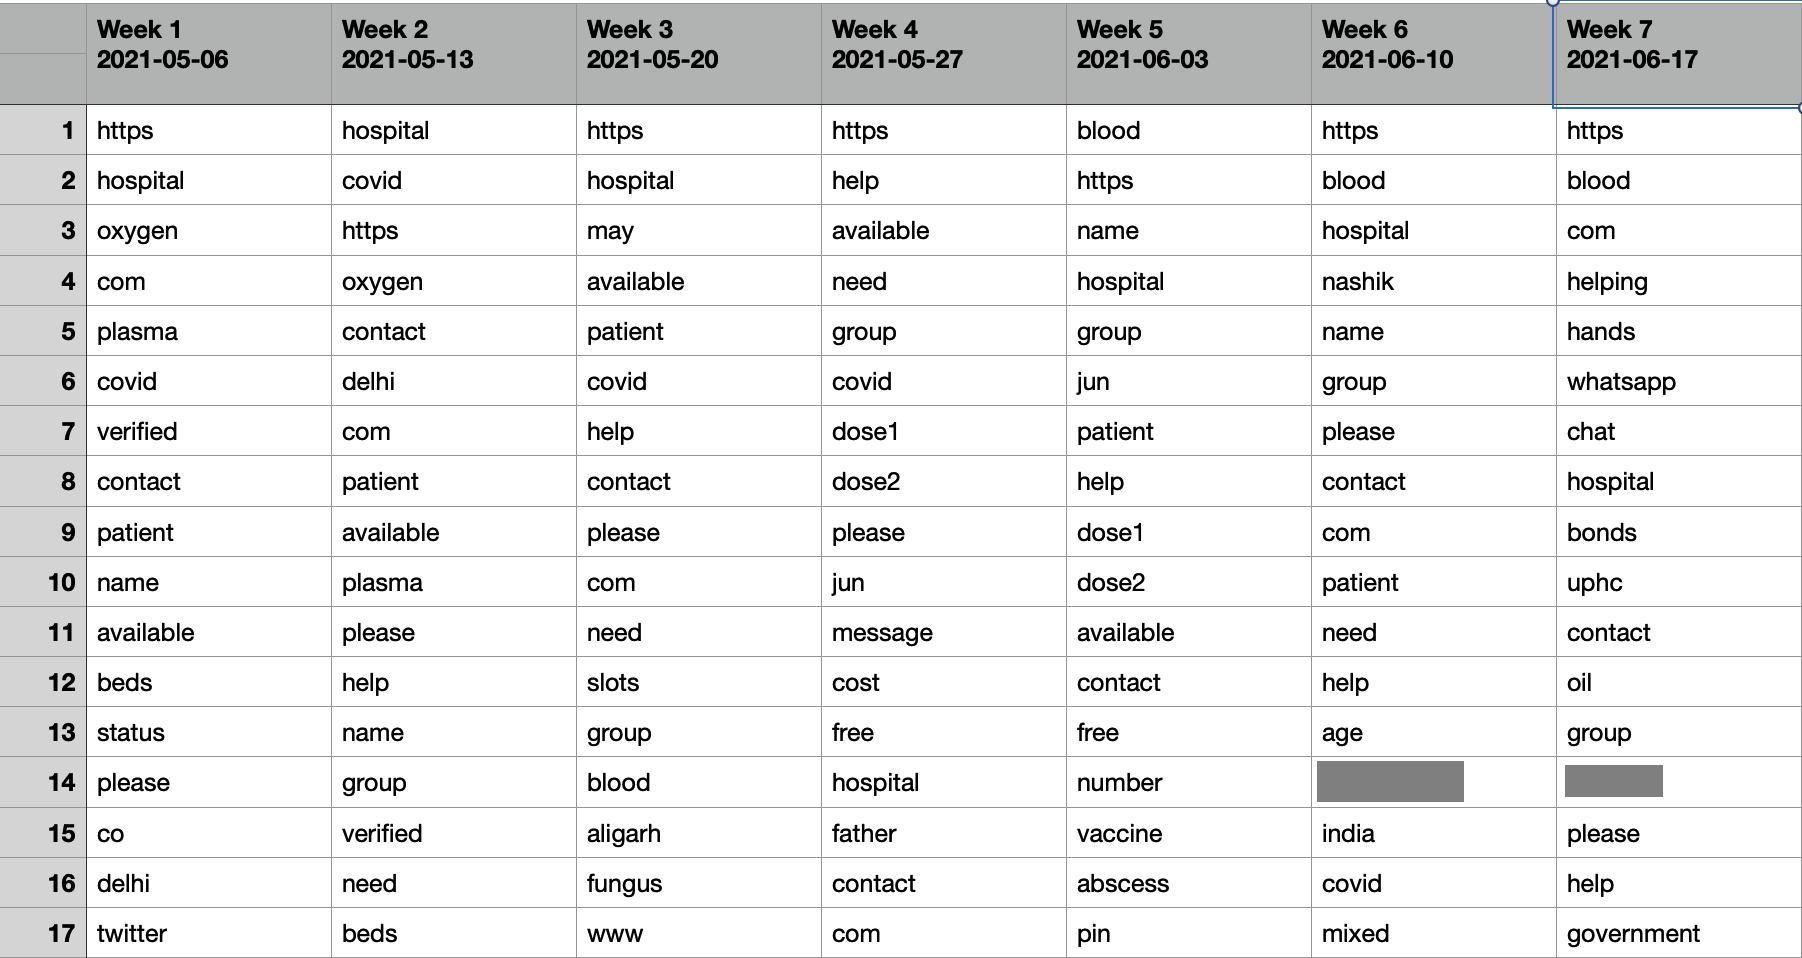 Week 1 Week 2 Week 3 Week 4 Week 5 Week 6 Week 7
2021-05-06 2021-05-13 2021-05-20 2021-05-27 2021-06-03 2021-06-10 2021-06-17
1 https hospital https https blood https https
2 hospital covid hospital help https blood blood
3 oxygen https may available name hospital com
4 com oxygen available need hospital nashik helping
5 plasma contact patient group group name hands
6 covid delhi covid covid jun group whatsapp
7 verified com help dose1 patient please chat
8 contact patient contact dose2 help contact hospital
9 patient available please please dose1 com bonds
10 name plasma com jun dose2 patient uphc
11 available please need message available need contact
12 beds help slots cost contact help oil
13 status name group free free age group
14 please group blood hospital number
15 co verified aligarh father vaccine india please
16 delhi need fungus contact abscess covid help
17 twitter beds www com pin mixed government